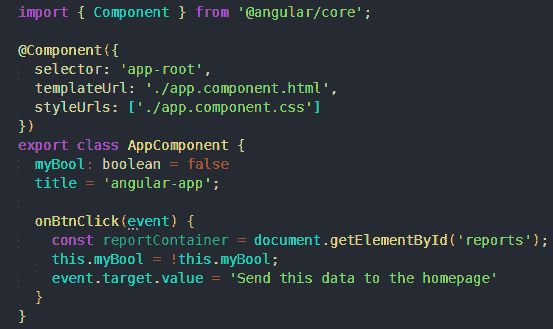 import { Component } from '@angular/core';

@Component({
  selector: 'app-root',
  templateUrl: './app.component.html',
  styleUrls: ['./app.component.css']
})
export class AppComponent {
  myBool: boolean = false
  title = 'angular-app';

  onBtnClick(event) {
    const reportContainer = document.getElementById('reports');
    this.myBool = !this.myBool;
    event.target.value = 'Send this data to the homepage'
  }
}